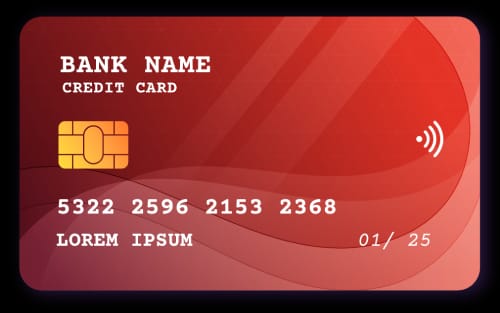 BANK NAME
CREDIT CARD
5322 2596 2153 2368
LOREM IPSUM
01/ 25